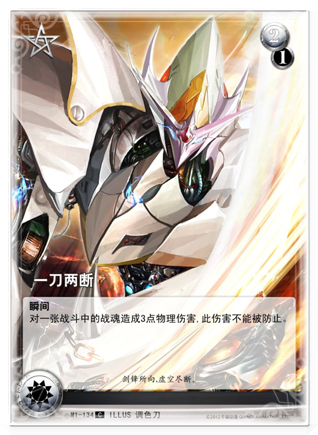 2
1
一刀两断
瞬间
对一张战斗中的战魂造成3点物理伤害,此伤害不能被防止。
剑锋所向,虚空尽断。
M1-134 C ILLUS 调色刀